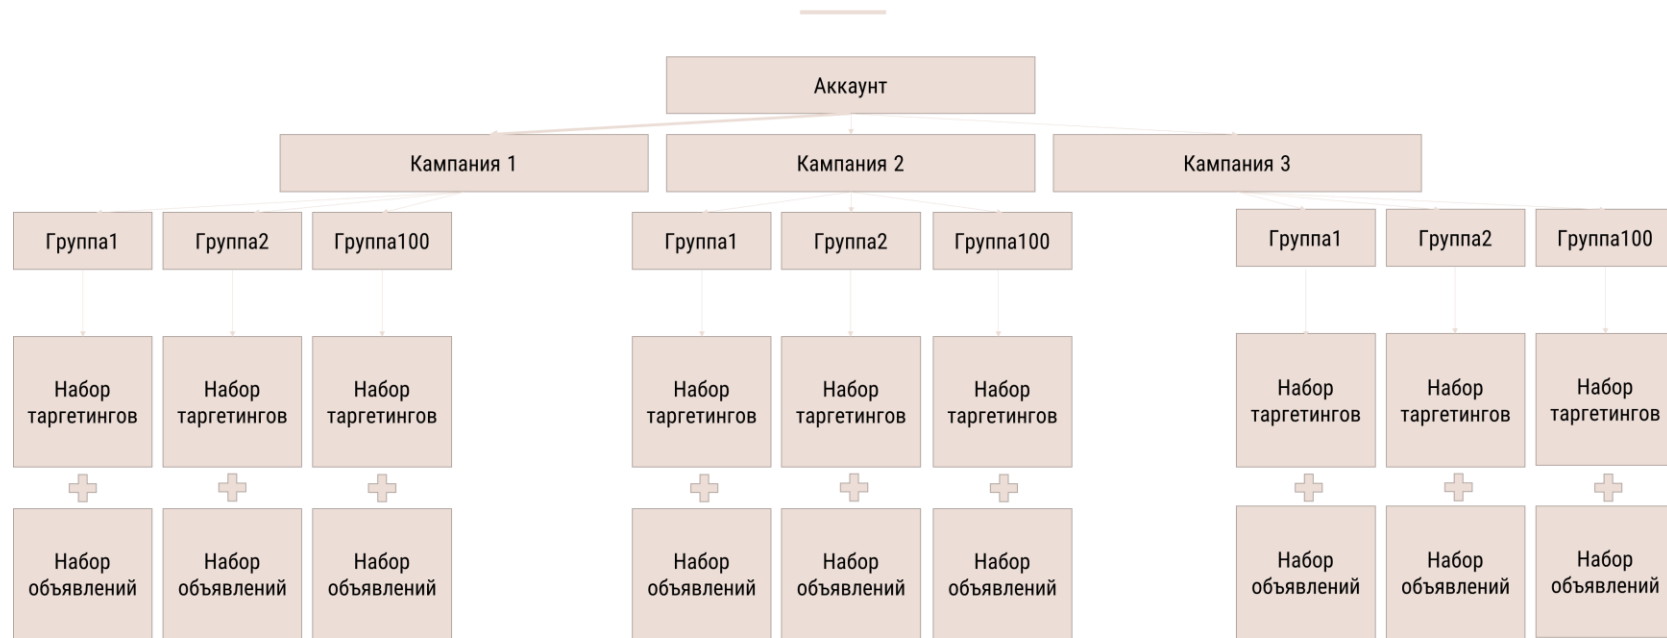 Аккаунт
Кампания 1
Кампания 2
Кампания 3
Группа1
Группа2
Группа100
Группа1
Группа2
Группа100
Группа1
Группа2
Группа100
Набор
таргетингов
Набор
таргетингов
Набор
таргетингов
Набор
таргетингов
Набор
таргетингов
Набор
таргетингов
Набор
таргетингов
Набор
таргетингов
Набор
таргетингов
Набор
объявлений
Набор
объявлений
Набор
объявлений
Набор
объявлений
Набор
объявлений
Набор
объявлений
Набор
объявлений
Набор
объявлений
Набор
объявлений